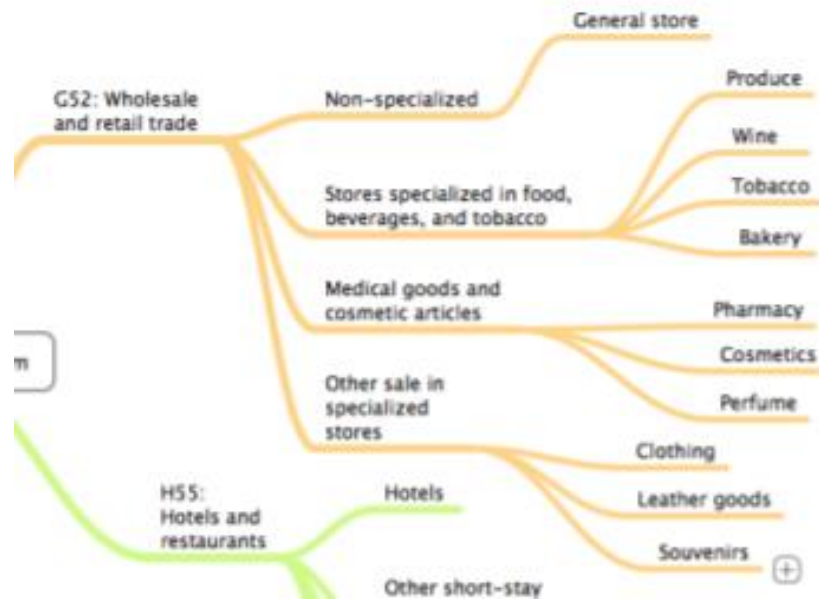 General store
G52: Wholesale
and retail trade
Non-specialized
Produce
Wine
Stores specialized in food,
beverages, and tobacco
Tobacco
Bakery
Medical goods and
cosmetic articles
Pharmacy
Cosmetics
Perfume
m
Other sale in
specialized
stores
Clothing
Leather goods
Souvenirs
H55:
Hotels and
restaurants
Hotels
Other short-stay